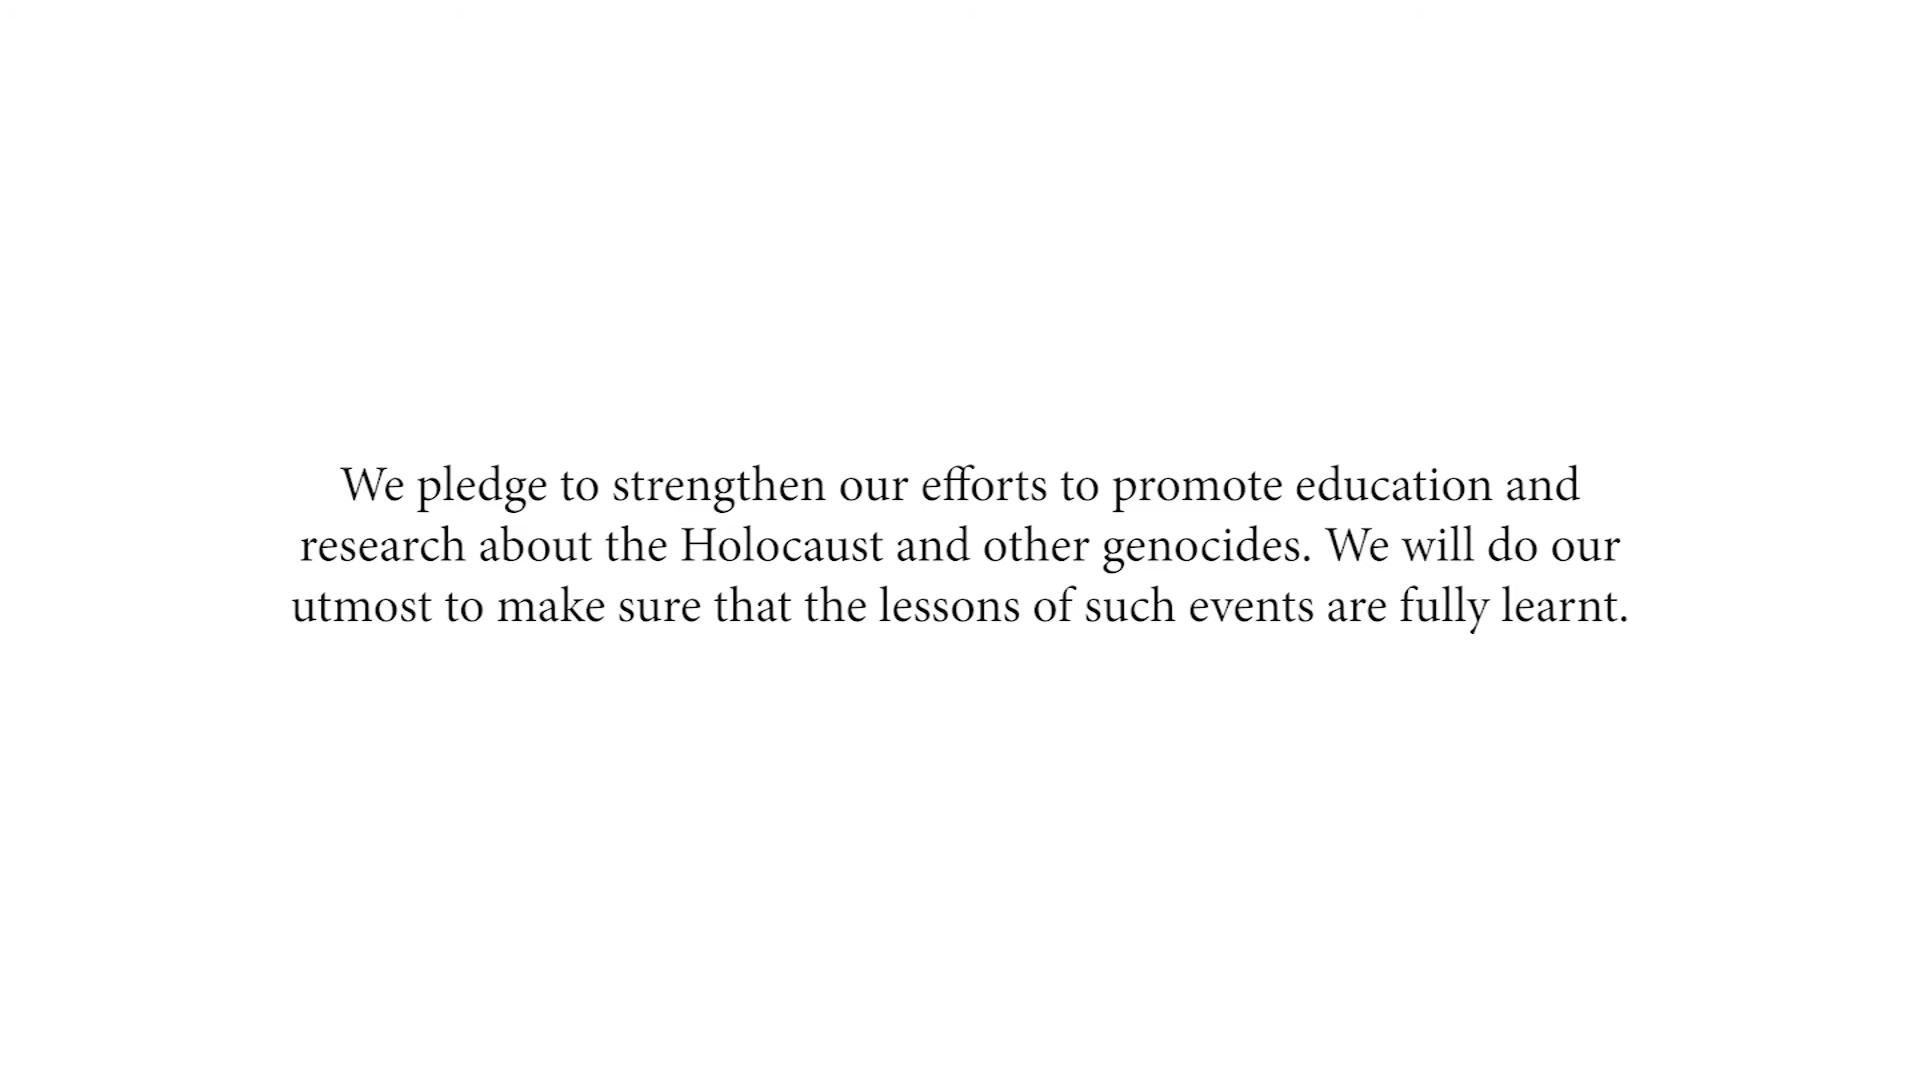 We pledge to strengthen our efforts to promote education and
research about the Holocaust and other genocides. We will do our
utmost to make sure that the lessons of such events are fully learnt.